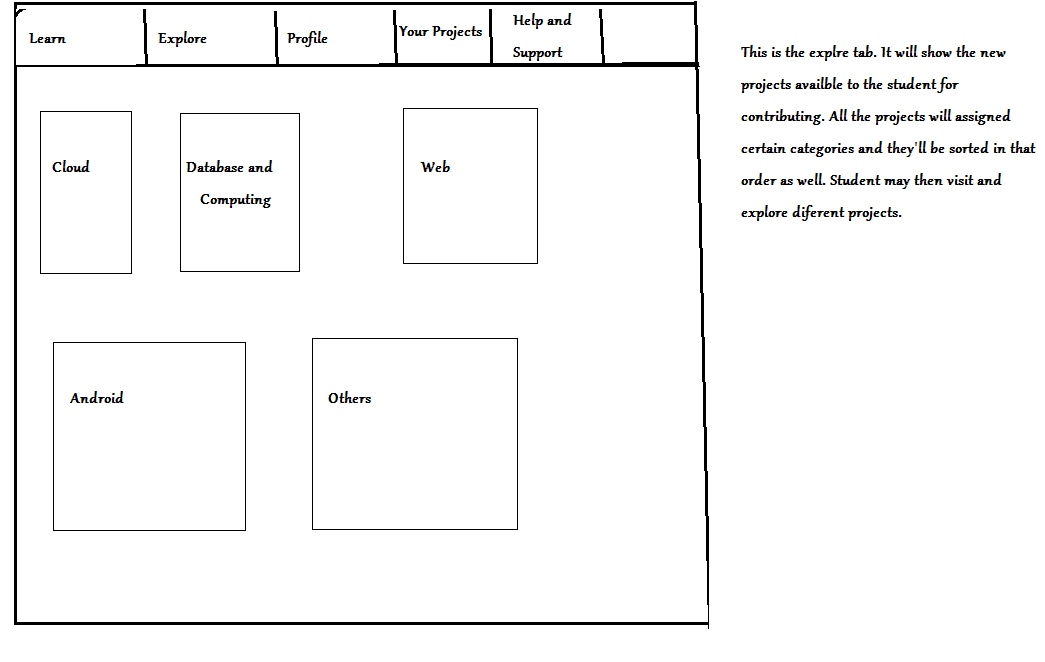 Learn
Explore
Profile
Your Projects
Help and
Support
This is the explre tab. It will show the new
projects availble to the student for
contributing. All the projects will assigned
certain categories and they'll be sorted in that
order as well. Student may then visit and
explore diferent projects.
Cloud
Database and
Computing
Web
Android
Others